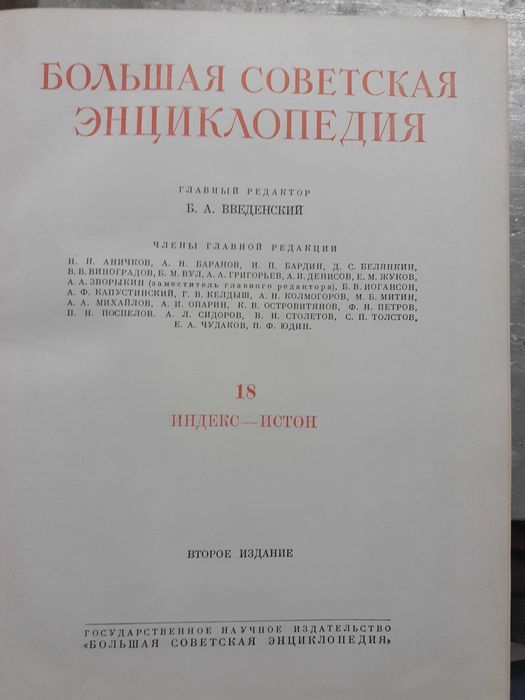 БОЛЬШАЯ СОВЕТСКАЯ
ЭНЦИКЛОПЕДИЯ
ГЛАВНЫЙ РЕДАКТОР
Б. А. ВВЕДЕНСКИЙ
ЧЛЕНЫ ГЛАВНОЙ РЕДАКЦИИ
Н. Н. АНИЧКОВ, А. Н. БАРАНОВ, И. П. БАРДИН, Д. С. БЕЛЯНКИН,
В. В. ВИНОГРАДОВ, Б. М. ВУЛ, А. А. ГРИГОРЬЕВ, А. И. ДЕНИСОВ, Е. М. ЖУКОВ,
А. А. ЗВОРЫКИН (заместитель главного редактора), Б. В. ИОГАНСОН,
А. Ф. КАПУСТИНСКИЙ, Г. В. КЕЛДЫШ, А. Н. КОЛМОГОРОВ, М. Б. МИТИН,
А. А. МИХАЙЛОВ, А. И. ОПАРИН, К. В. ОСТРОВИТЯНОВ, Ф. Н. ПЕТРОВ,
П. Н. ПОСПЕЛОВ, А. Л. СИДОРОВ, В. Н. СТОЛЕТОВ, С. П. ТОЛСТОВ,
Е. А. ЧУДАКОВ, П. Ф. ЮДИН.
18
ИНДЕКС — ИСТОН
ВТОРОЕ ИЗДАНИЕ
ГОСУДАРСТВЕННОЕ НАУЧНОЕ ИЗДАТЕЛЬСТВО
«БОЛЬШАЯ СОВЕТСКАЯ ЭНЦИКЛОПЕДИЯ»